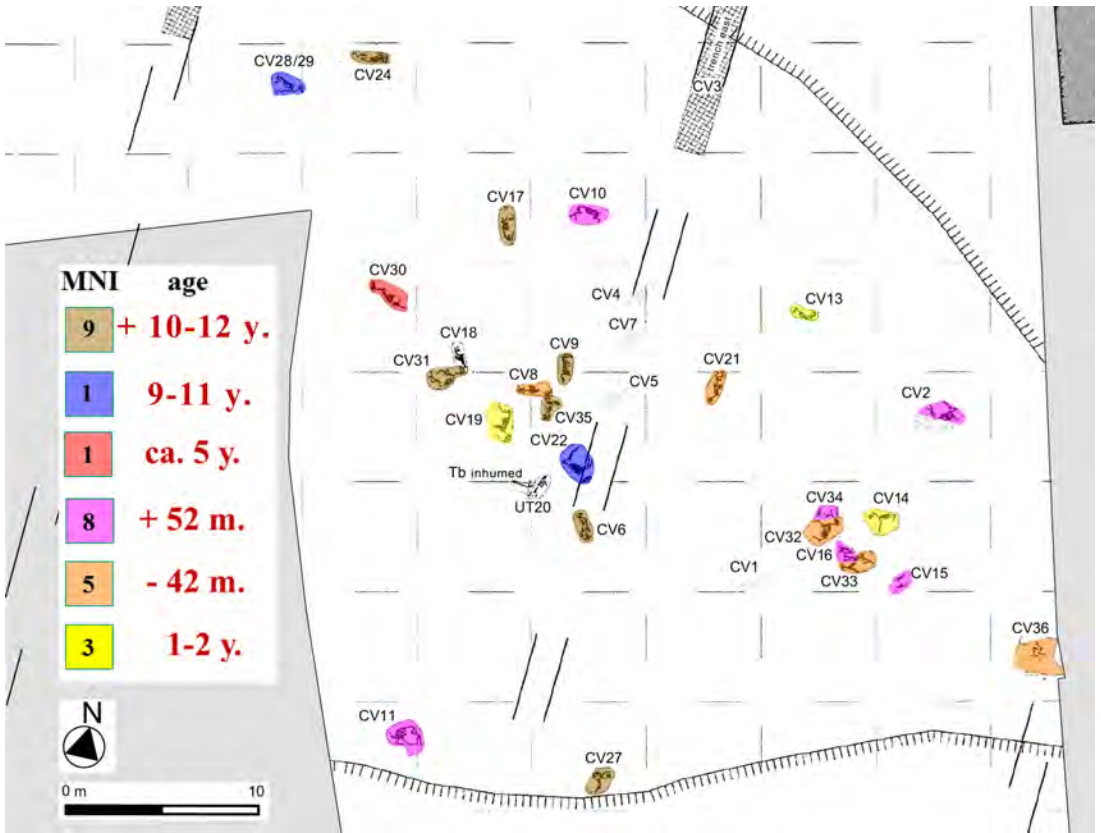 CV28/29
CV24
CV3
trench east
CV17
CV10
MNI age
9 + 10-12 y.
1 9-11 y.
1 ca. 5 y.
8 + 52 m.
5 - 42 m.
3 1-2 y.
CV30
CV4
CV13
CV7
CV18
CV9
CV31
CV8
CV21
CV5
CV2
CV19
CV35
CV22
Tb inhumed
UT20
CV34
CV14
CV6
CV32
CV16
CV1
CV33
CV15
CV36
N
CV11
CV27
0 m 10